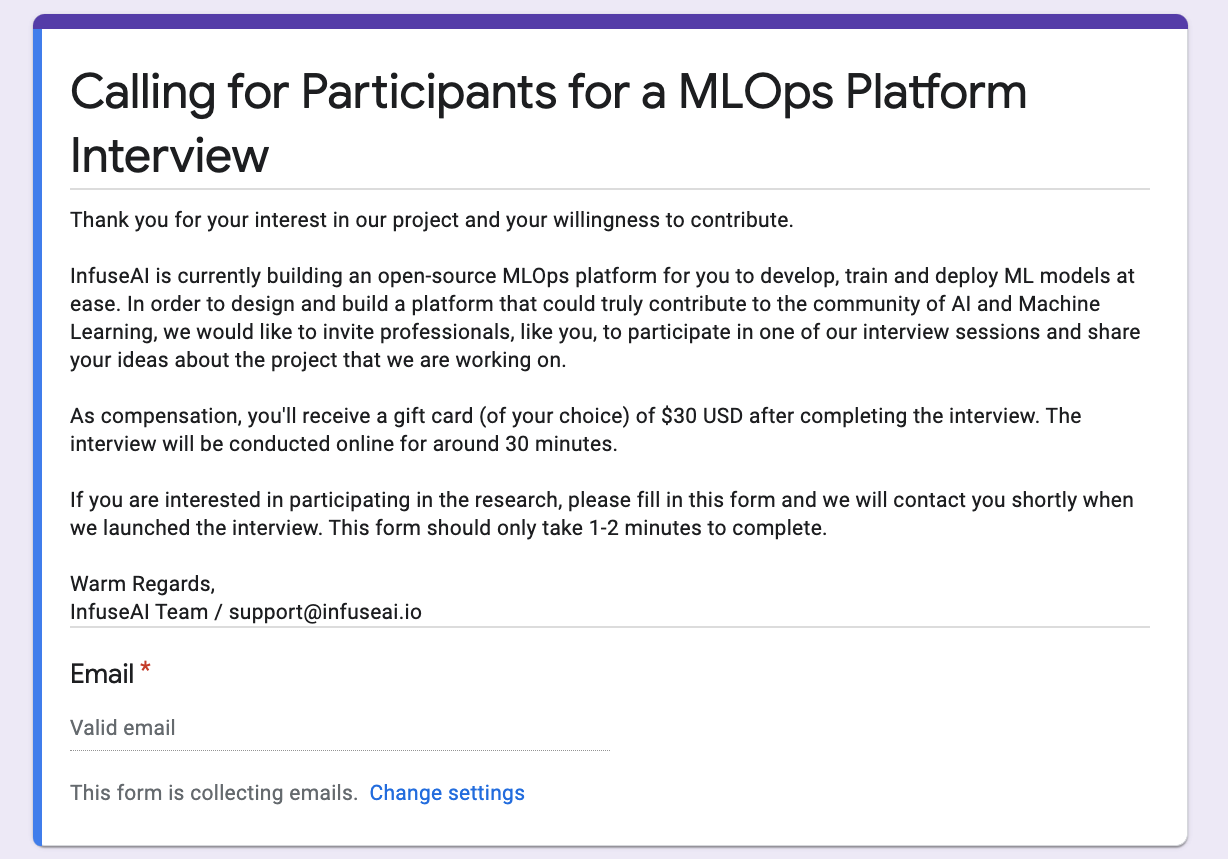 Calling for Participants for a MLOps Platform
Interview
Thank you for your interest in our project and your willingness to contribute.
InfuseAI is currently building an open-source MLOps platform for you to develop, train and deploy ML models at
ease. In order to design and build a platform that could truly contribute to the community of AI and Machine
Learning, we would like to invite professionals, like you, to participate in one of our interview sessions and share
your ideas about the project that we are working on.
As compensation, you'll receive a gift card (of your choice) of $30 USD after completing the interview. The
interview will be conducted online for around 30 minutes.
If you are interested in participating in the research, please fill in this form and we will contact you shortly when
we launched the interview. This form should only take 1-2 minutes to complete.
Warm Regards,
InfuseAI Team / support@infuseai.io
Email *
Valid email
This form is collecting emails. Change settings